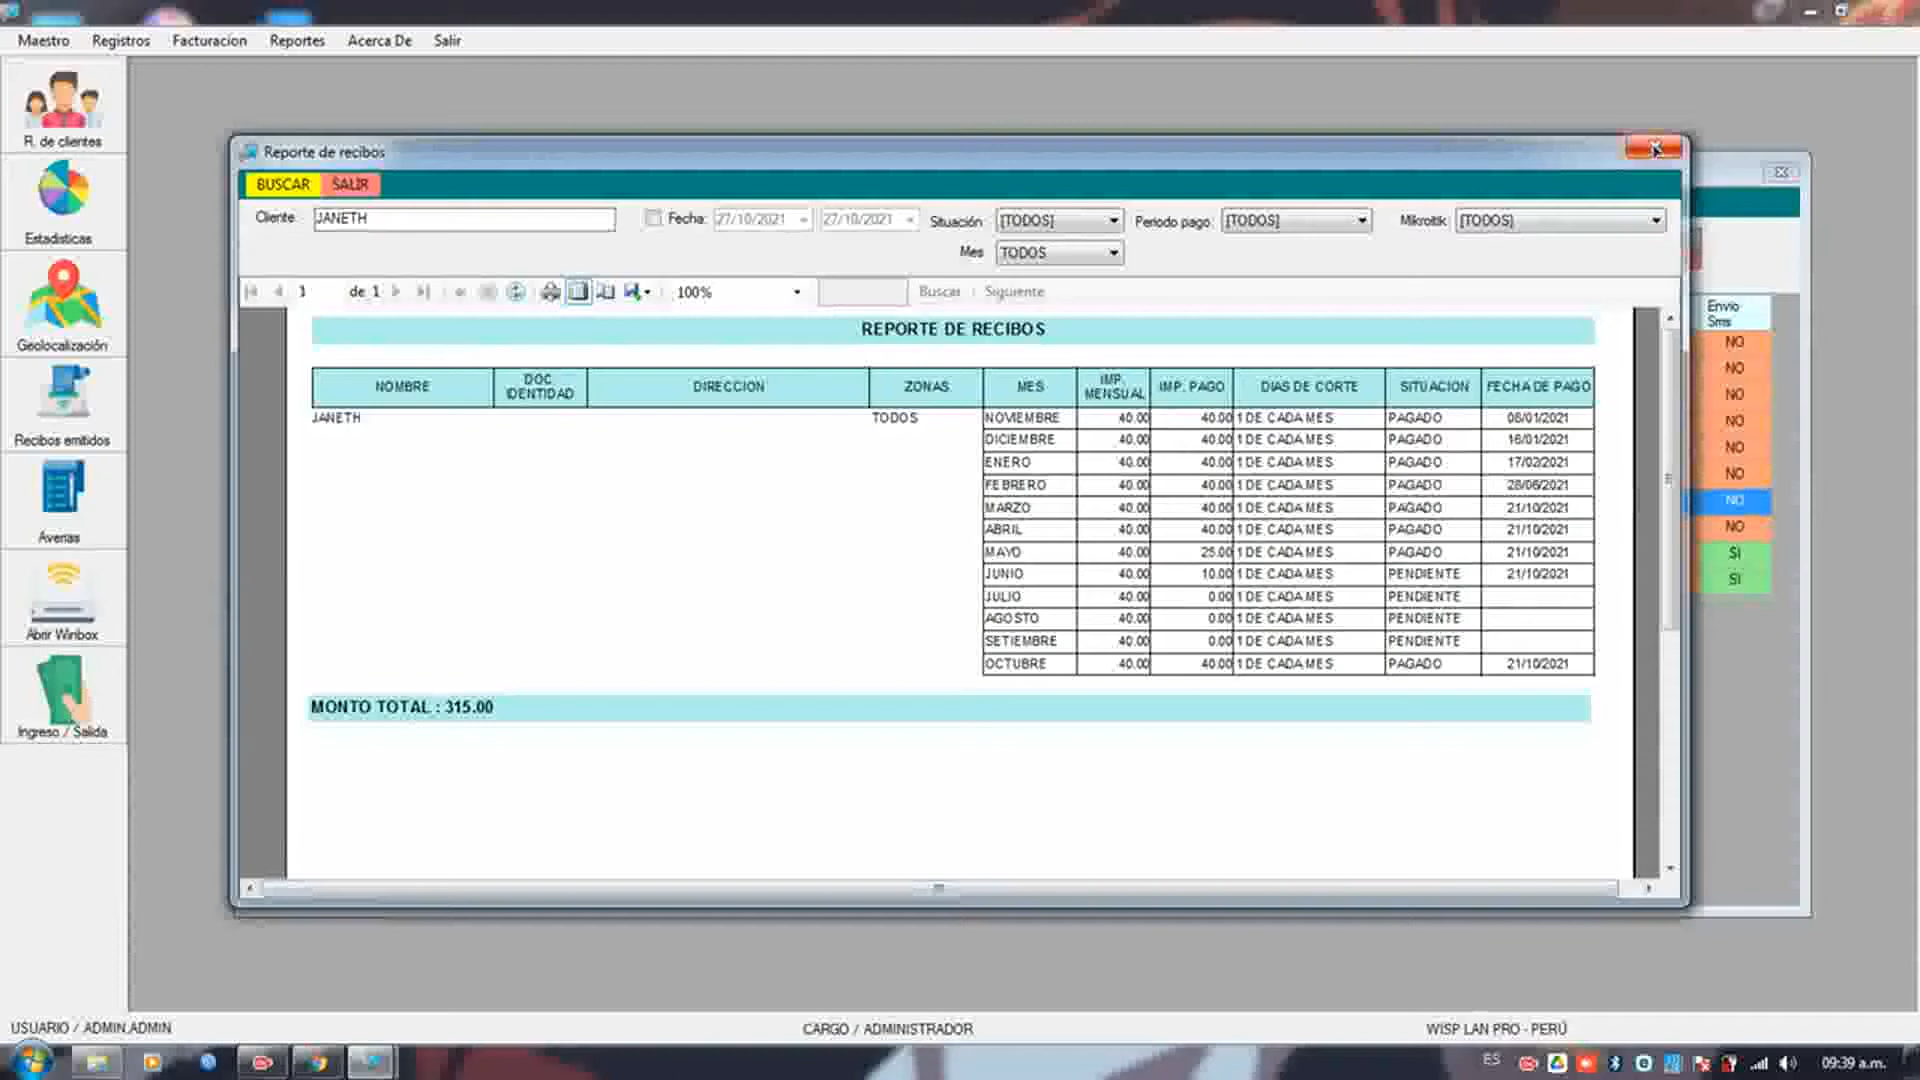 Maestro Registros Facturacion Reportes Acerca De Salir
R. de clientes
Estadisticas
Geolocalización
Recibos emitidos
Averias
Abrir Winbox
Ingreso / Salida
Reporte de recibos
BUSCAR SALIR
Cliente JANETH Fecha: 27/10/2021 27/10/2021 Situación [TODOS] Periodo pago: [TODOS] Mikrotik [TODOS]
Mes TODOS
1 de 1 100% Buscar Siguiente
REPORTE DE RECIBOS
NOMBRE DOC IDENTIDAD DIRECCION ZONAS MES IMP. MENSUAL IMP. PAGO DIAS DE CORTE SITUACION FECHA DE PAGO
JANETH TODOS NOVIEMBRE 40.00 40.00 1 DE CADA MES PAGADO 08/01/2021
DICIEMBRE 40.00 40.00 1 DE CADA MES PAGADO 16/01/2021
ENERO 40.00 40.00 1 DE CADA MES PAGADO 17/02/2021
FEBRERO 40.00 40.00 1 DE CADA MES PAGADO 28/06/2021
MARZO 40.00 40.00 1 DE CADA MES PAGADO 21/10/2021
ABRIL 40.00 40.00 1 DE CADA MES PAGADO 21/10/2021
MAYO 40.00 25.00 1 DE CADA MES PAGADO 21/10/2021
JUNIO 40.00 10.00 1 DE CADA MES PENDIENTE 21/10/2021
JULIO 40.00 0.00 1 DE CADA MES PENDIENTE
AGOSTO 40.00 0.00 1 DE CADA MES PENDIENTE
SETIEMBRE 40.00 0.00 1 DE CADA MES PENDIENTE
OCTUBRE 40.00 40.00 1 DE CADA MES PAGADO 21/10/2021
MONTO TOTAL : 315.00
Envio
Sms
NO
NO
NO
NO
NO
NO
NO
NO
SI
SI
USUARIO / ADMIN,ADMIN CARGO / ADMINISTRADOR WISP LAN PRO - PERÚ
ES 09:39 a.m.